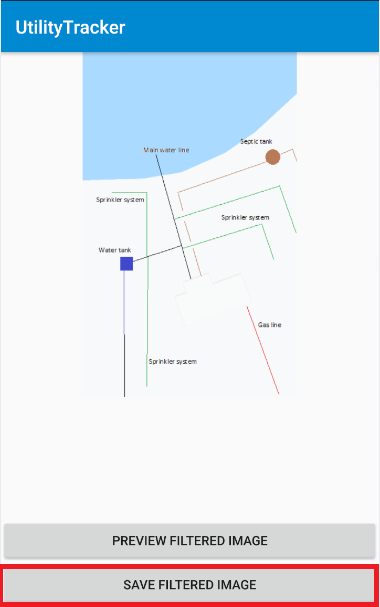 UtilityTracker
Septic tank
Main water line
Sprinkler system
Sprinkler system
Water tank
Gas line
Sprinkler system
PREVIEW FILTERED IMAGE
SAVE FILTERED IMAGE